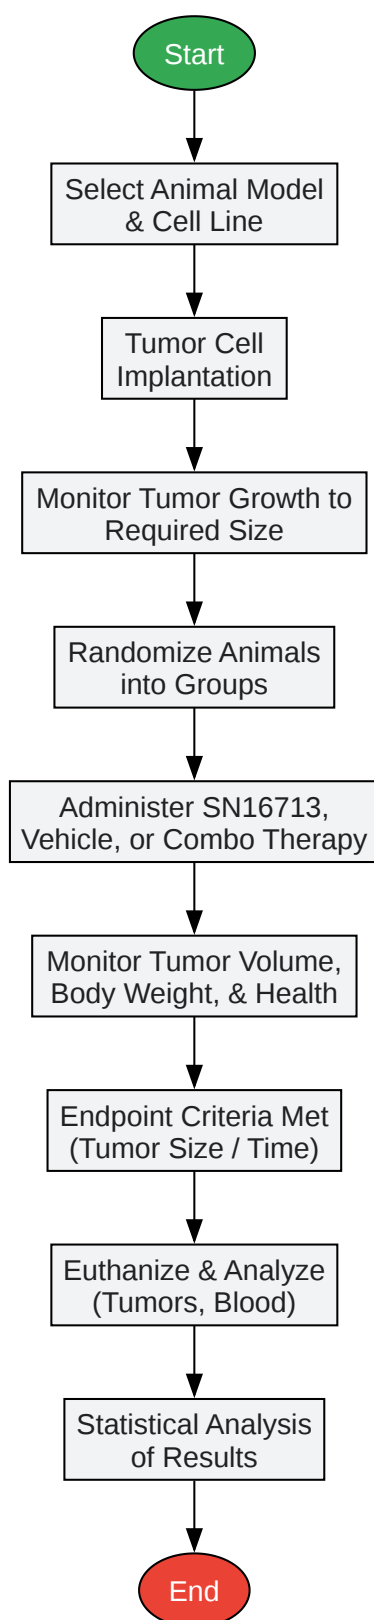 Start
Select Animal Model
& Cell Line
Tumor Cell
Implantation
Monitor Tumor Growth to
Required Size
Randomize Animals
into Groups
Administer SN16713,
Vehicle, or Combo Therapy
Monitor Tumor Volume,
Body Weight, & Health
Endpoint Criteria Met
(Tumor Size / Time)
Euthanize & Analyze
(Tumors, Blood)
Statistical Analysis
of Results
End